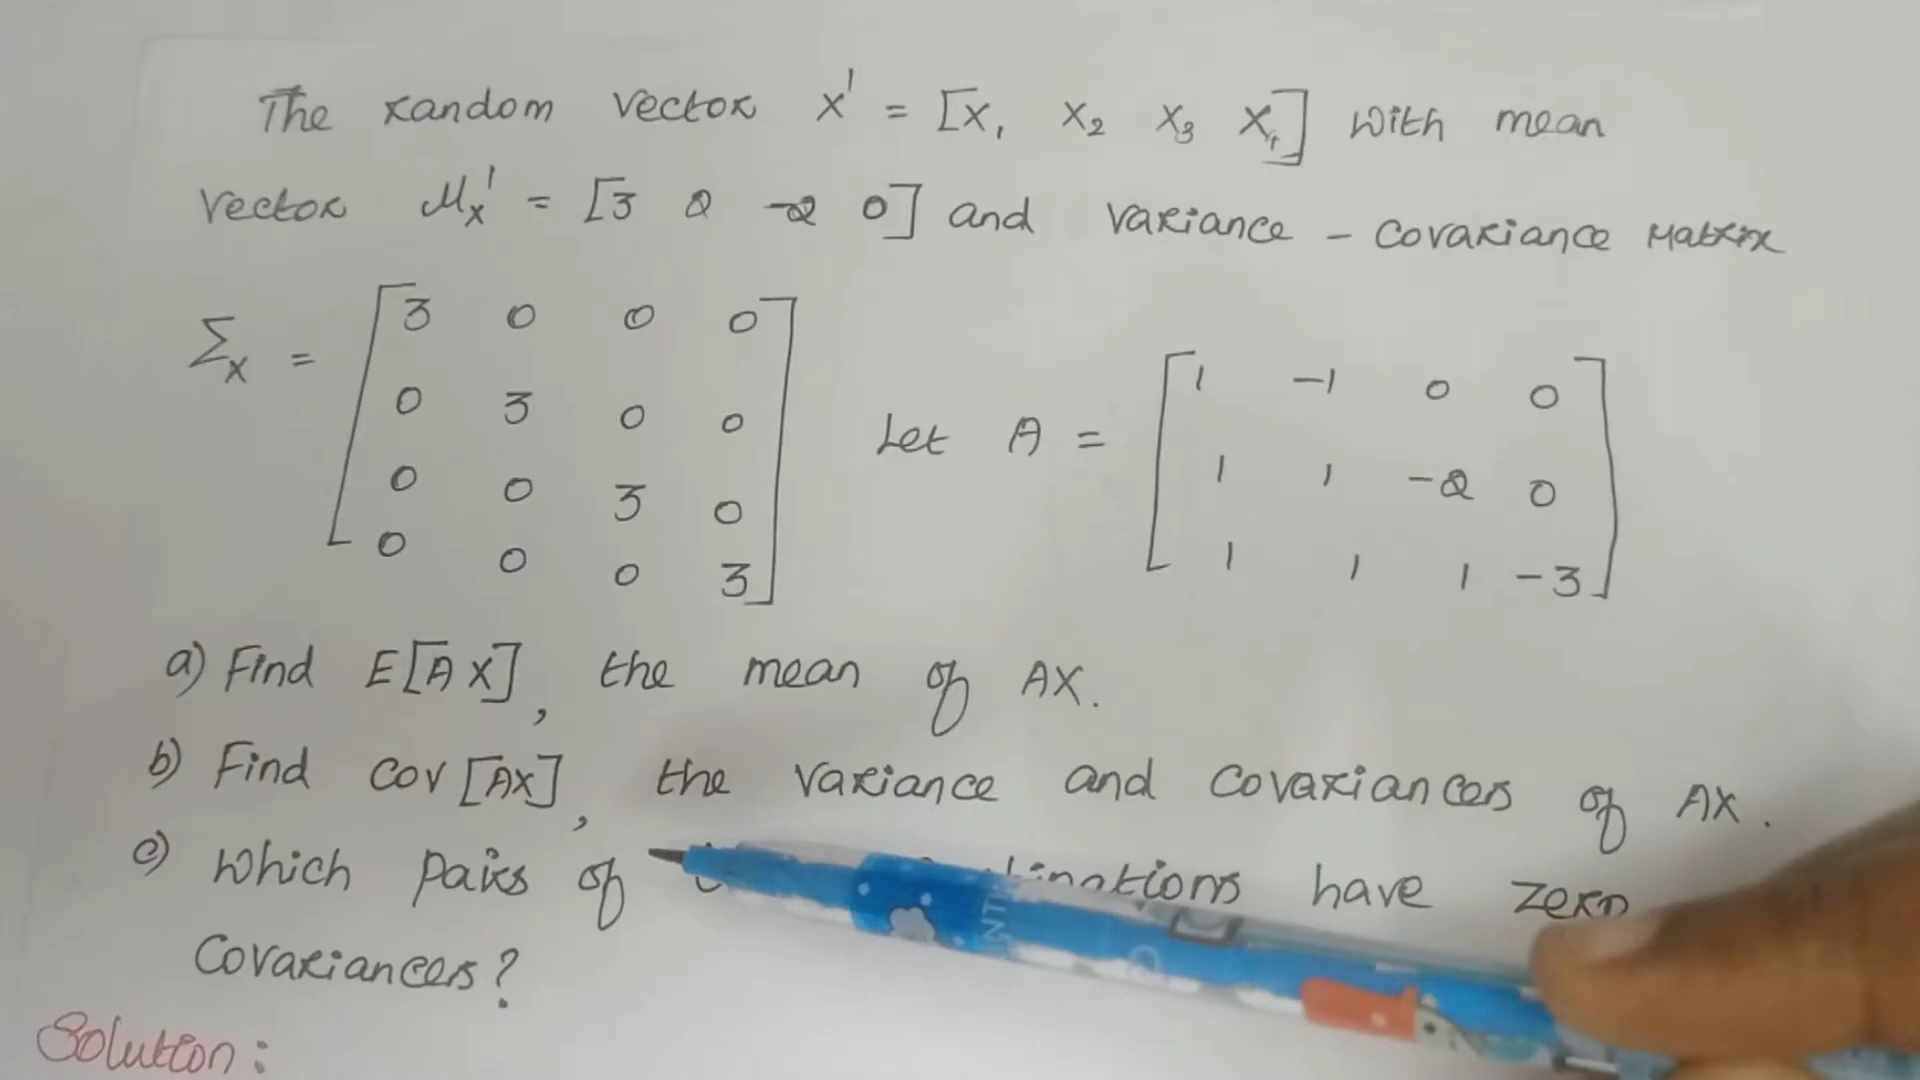 The random vector X' = [X₁ X₂ X₃ X₄] with mean
vector μₓ' = [3 2 -2 0] and variance - covariance Matrix
Σₓ = [3 0 0 0
0 3 0 0
0 0 3 0
0 0 0 3]
Let A = [1 -1 0 0
1 1 -2 0
1 1 1 -3]
a) Find E[AX], the mean of AX.
b) Find cov [AX], the variance and covariances of AX.
c) which pairs of have zero
covariances?
Solution: